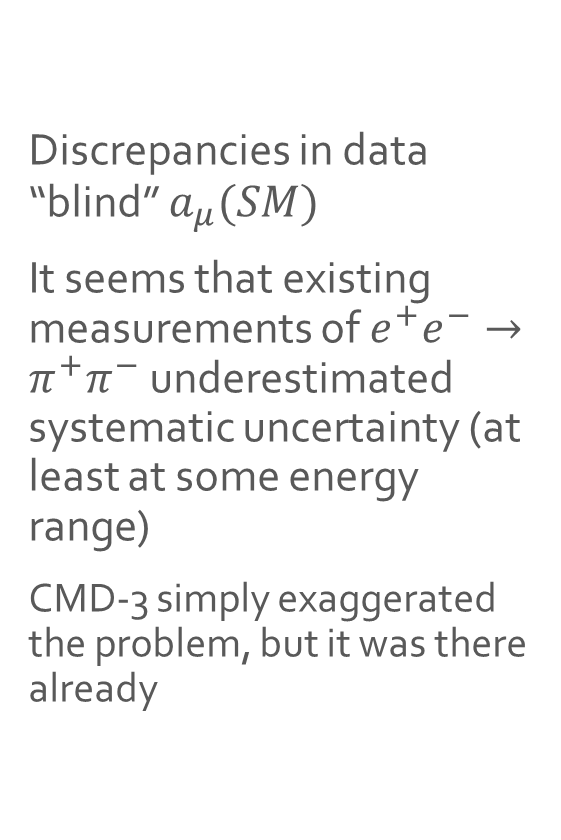 Discrepancies in data
“blind” 𝑎𝜇(𝑆𝑀)
It seems that existing
measurements of 𝑒⁺𝑒⁻ →
𝜋⁺𝜋⁻ underestimated
systematic uncertainty (at
least at some energy
range)
CMD-3 simply exaggerated
the problem, but it was there
already